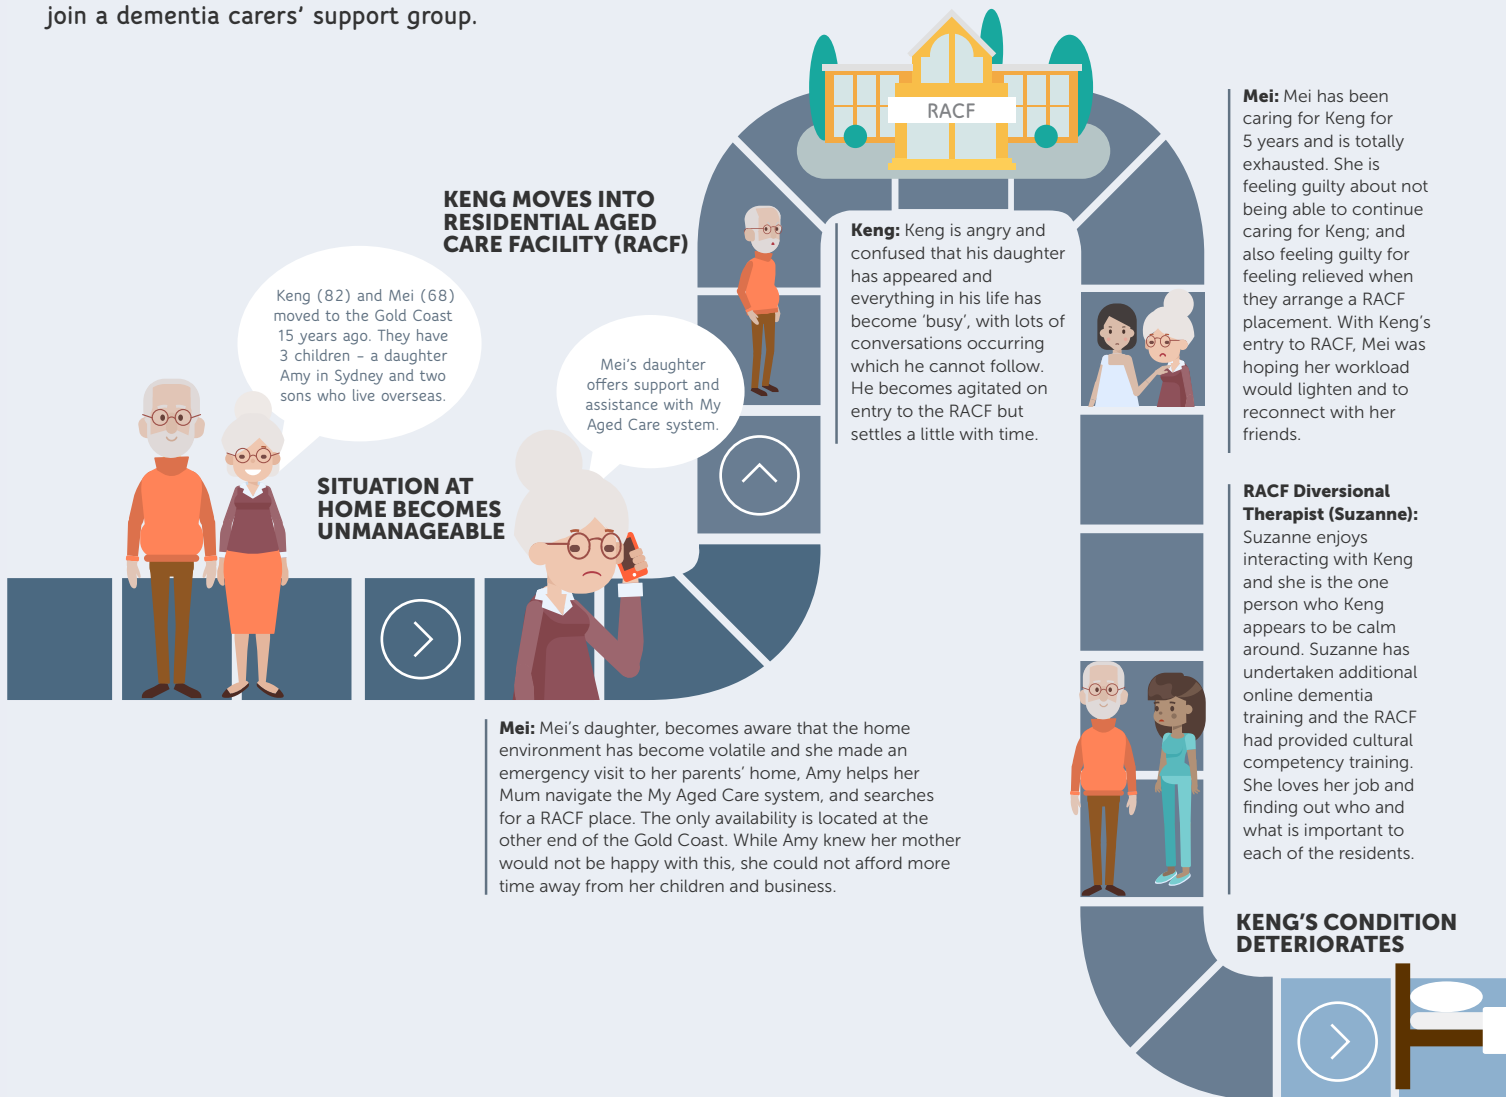 join a dementia carers’ support group.
Keng (82) and Mei (68)
moved to the Gold Coast
15 years ago. They have
3 children – a daughter
Amy in Sydney and two
sons who live overseas.
SITUATION AT
HOME BECOMES
UNMANAGEABLE
Mei’s daughter
offers support and
assistance with My
Aged Care system.
Mei: Mei’s daughter, becomes aware that the home
environment has become volatile and she made an
emergency visit to her parents’ home, Amy helps her
Mum navigate the My Aged Care system, and searches
for a RACF place. The only availability is located at the
other end of the Gold Coast. While Amy knew her mother
would not be happy with this, she could not afford more
time away from her children and business.
KENG MOVES INTO
RESIDENTIAL AGED
CARE FACILITY (RACF)
RACF
Keng: Keng is angry and
confused that his daughter
has appeared and
everything in his life has
become ‘busy’, with lots of
conversations occurring
which he cannot follow.
He becomes agitated on
entry to the RACF but
settles a little with time.
Mei: Mei has been
caring for Keng for
5 years and is totally
exhausted. She is
feeling guilty about not
being able to continue
caring for Keng; and
also feeling guilty for
feeling relieved when
they arrange a RACF
placement. With Keng’s
entry to RACF, Mei was
hoping her workload
would lighten and to
reconnect with her
friends.
RACF Diversional
Therapist (Suzanne):
Suzanne enjoys
interacting with Keng
and she is the one
person who Keng
appears to be calm
around. Suzanne has
undertaken additional
online dementia
training and the RACF
had provided cultural
competency training.
She loves her job and
finding out who and
what is important to
each of the residents.
KENG’S CONDITION
DETERIORATES